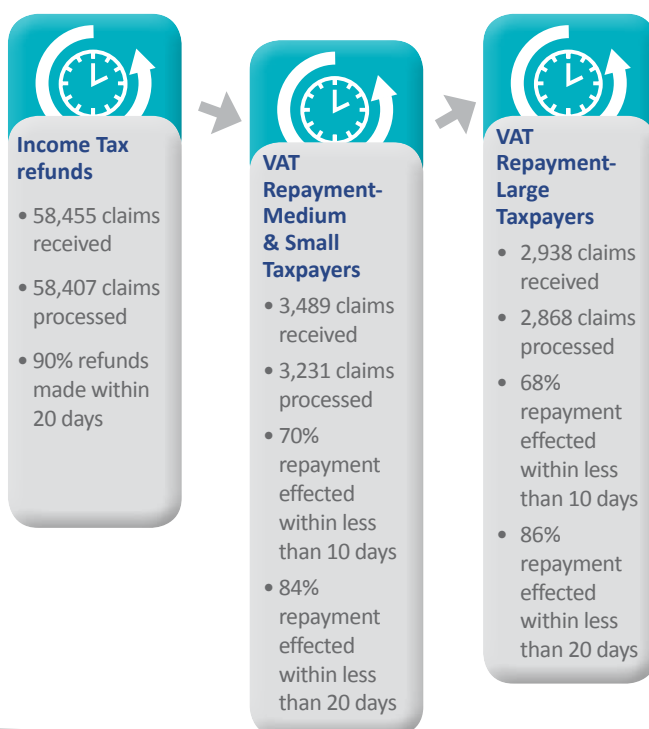 Income Tax
refunds
• 58,455 claims
received
• 58,407 claims
processed
• 90% refunds
made within
20 days
VAT
Repayment-
Medium
& Small
Taxpayers
• 3,489 claims
received
• 3,231 claims
processed
• 70%
repayment
effected
within less
than 10 days
• 84%
repayment
effected
within less
than 20 days
VAT
Repayment-
Large
Taxpayers
• 2,938 claims
received
• 2,868 claims
processed
• 68%
repayment
effected
within less
than 10 days
• 86%
repayment
effected
within less
than 20 days